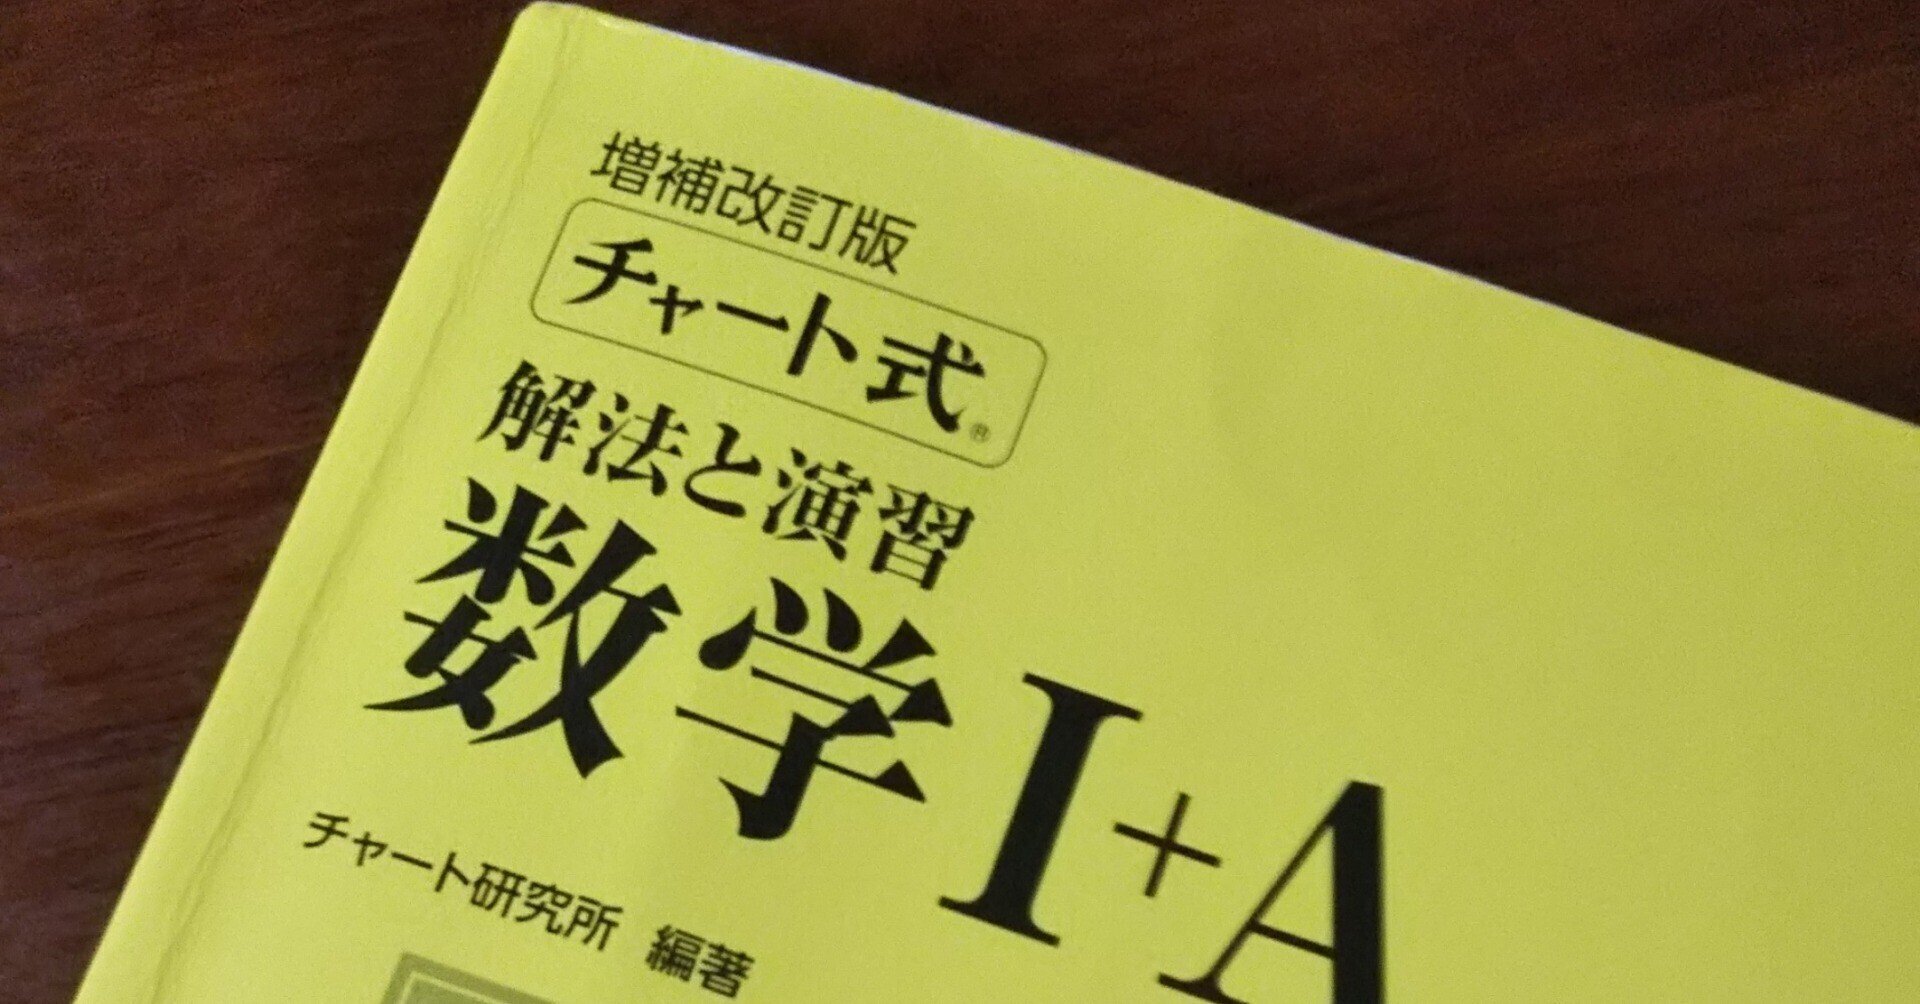 増補改訂版
チャート式®
解法と演習
数学I+A
チャート研究所 編著